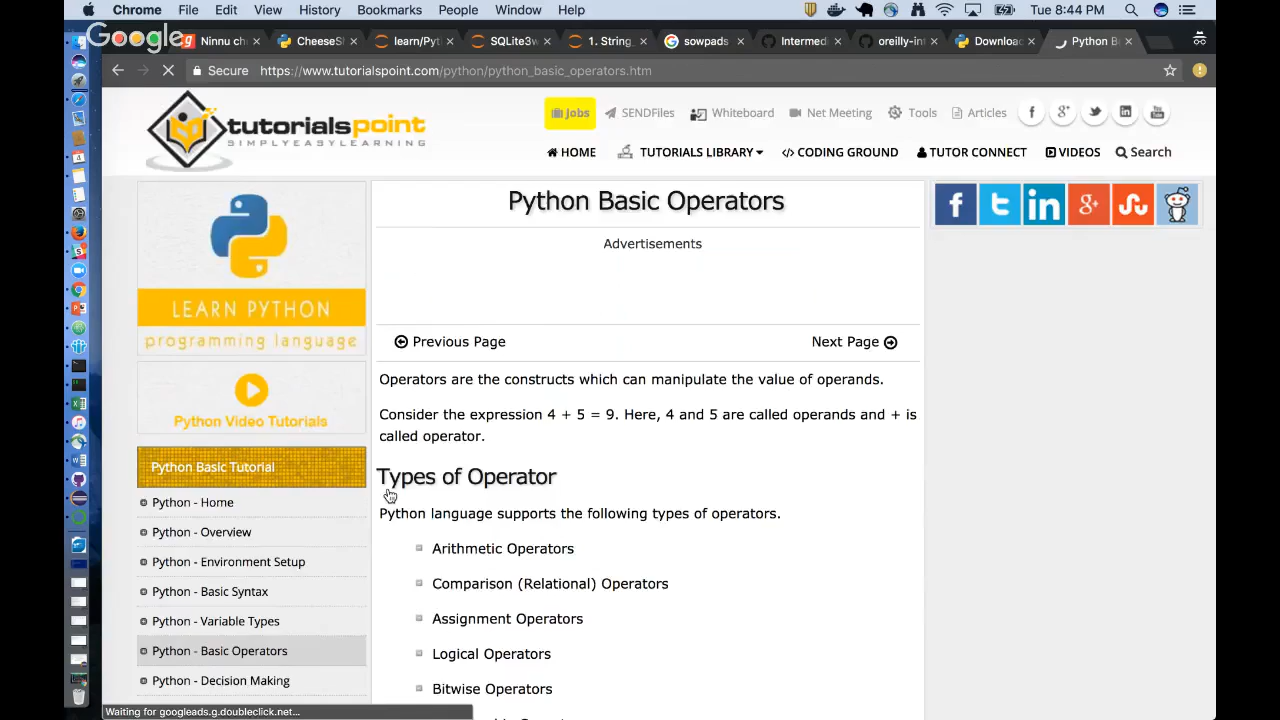 Chrome File Edit View History Bookmarks People Window Help Tue 8:44 PM
Google
Ninnu ch CheeseSh learn/Pyt SQLite3w 1. String_ sowpads Intermed oreilly-int Downloac Python B
Secure https://www.tutorialspoint.com/python/python_basic_operators.htm
tutorialspoint
SIMPLYEASYLEARNING
Jobs SENDFiles Whiteboard Net Meeting Tools Articles
HOME TUTORIALS LIBRARY CODING GROUND TUTOR CONNECT VIDEOS Search
LEARN PYTHON
programming language
Python Video Tutorials
Python Basic Tutorial
Python - Home
Python - Overview
Python - Environment Setup
Python - Basic Syntax
Python - Variable Types
Python - Basic Operators
Python - Decision Making
Python Basic Operators
Advertisements
Previous Page Next Page
Operators are the constructs which can manipulate the value of operands.
Consider the expression 4 + 5 = 9. Here, 4 and 5 are called operands and + is
called operator.
Types of Operator
Python language supports the following types of operators.
Arithmetic Operators
Comparison (Relational) Operators
Assignment Operators
Logical Operators
Bitwise Operators
Waiting for googleads.g.doubleclick.net...